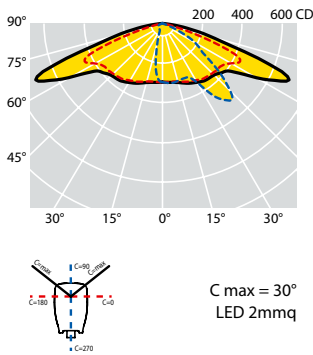 90° 200 400 600 CD
75°
60°
45°
30° 15° 0° 15° 30°
C=max C=90 C=max
C=180 C=0
C=270
C max = 30°
LED 2mmq